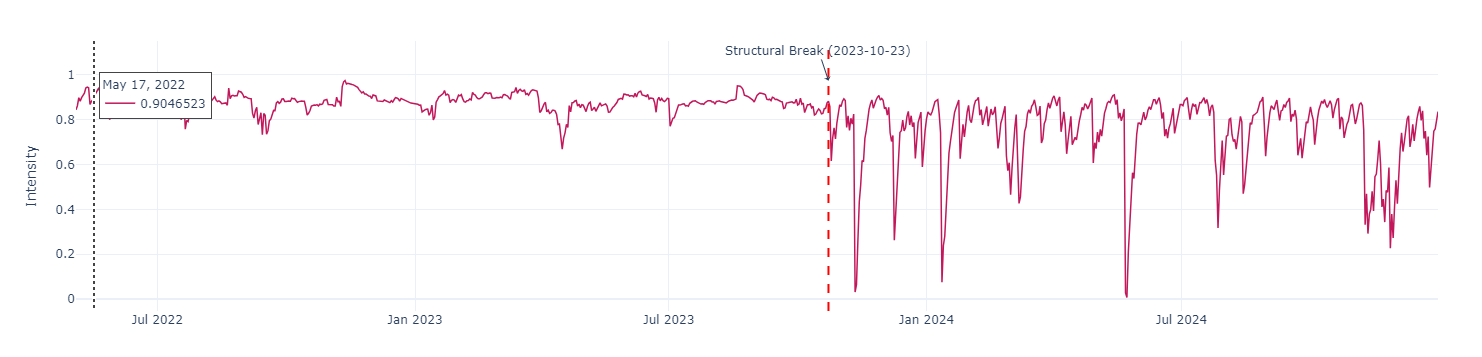 Structural Break (2023-10-23)
1
May 17, 2022
0.9046523
0.8
0.6
Intensity
0.4
0.2
0
Jul 2022
Jan 2023
Jul 2023
Jan 2024
Jul 2024